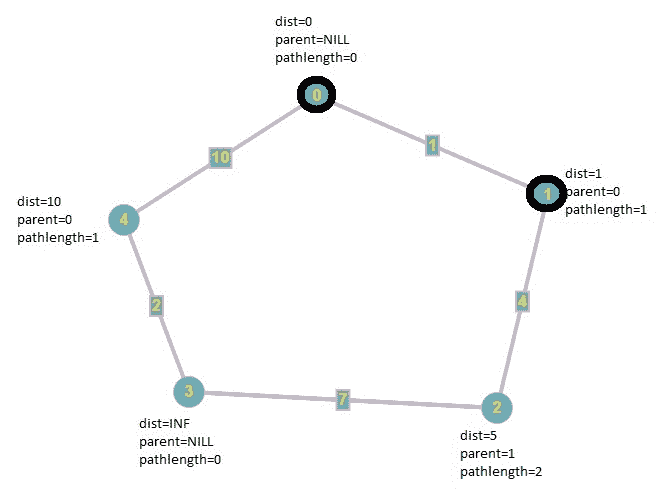 dist=0
parent=NILL
pathlength=0
0
10
1
dist=1
parent=0
pathlength=1
1
dist=10
parent=0
pathlength=1
4
2
4
3
7
2
dist=INF
parent=NILL
pathlength=0
dist=5
parent=1
pathlength=2